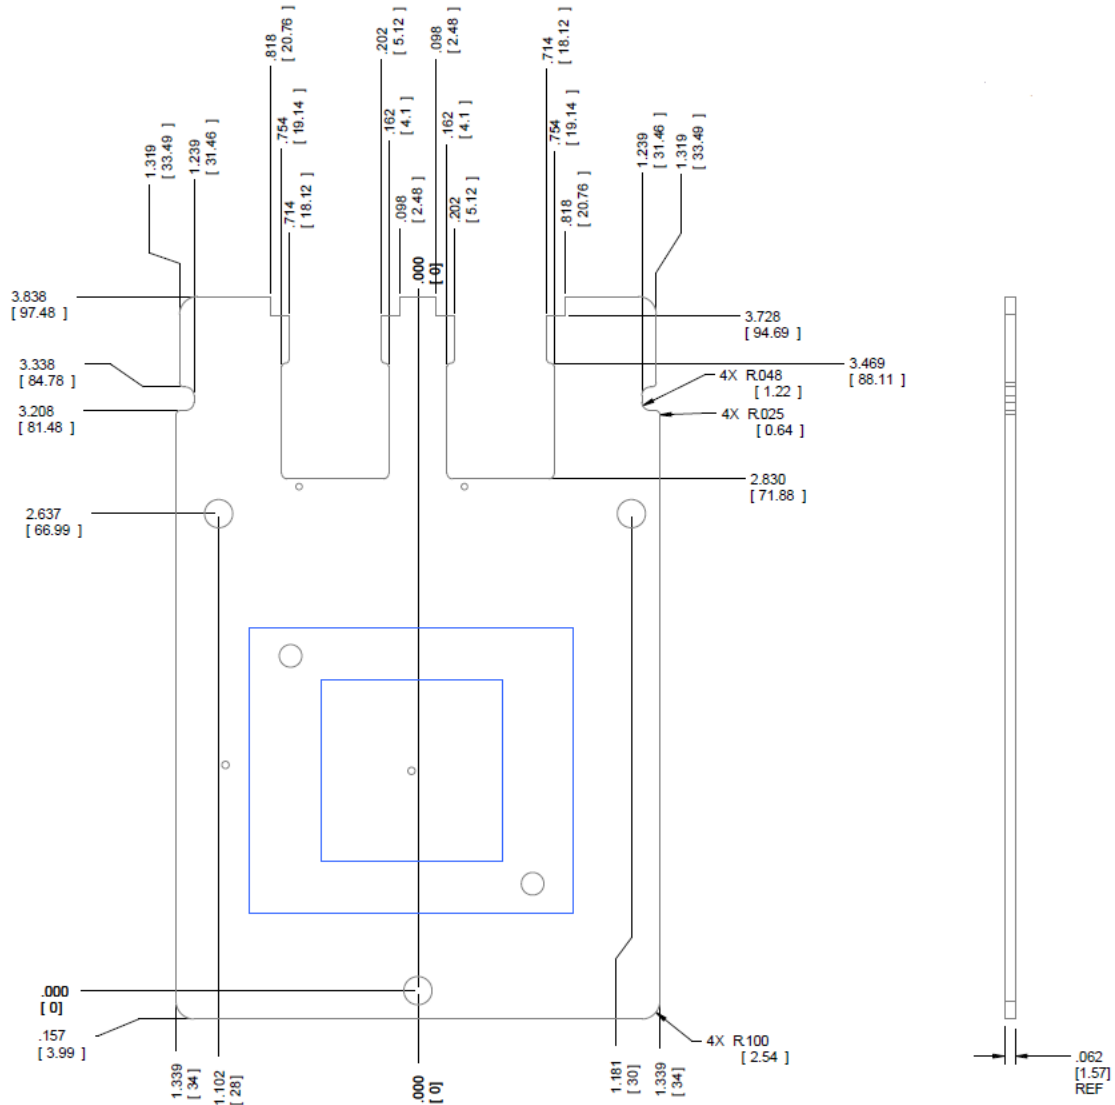 .818
[ 20.76 ]
.202
[ 5.12 ]
.098
[ 2.48 ]
.714
[ 18.12 ]
1.319
[ 33.49 ]
1.239
[ 31.46 ]
.754
[ 19.14 ]
.162
[ 4.1 ]
.162
[ 4.1 ]
.754
[ 19.14 ]
1.239
[ 31.46 ]
1.319
[ 33.49 ]
.714
[ 18.12 ]
.098
[ 2.48 ]
.202
[ 5.12 ]
.818
[ 20.76 ]
.000
[ 0]
3.838
[ 97.48 ]
3.728
[ 94.69 ]
3.338
[ 84.78 ]
3.469
[ 88.11 ]
4X R.048
[ 1.22 ]
3.208
[ 81.48 ]
4X R.025
[ 0.64 ]
2.830
[ 71.88 ]
2.637
[ 66.99 ]
.000
[ 0]
.157
[ 3.99 ]
4X R.100
[ 2.54 ]
1.339
[ 34 ]
1.102
[ 28 ]
.000
[ 0]
1.181
[ 30 ]
1.339
[ 34 ]
.062
[1.57]
REF